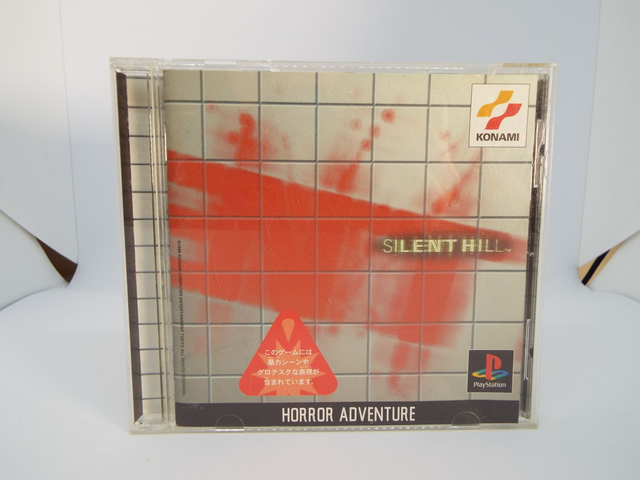 KONAMI
SILENT HILL™
このゲームには
暴力シーンや
グロテスクな表現が
含まれています。
PlayStation
HORROR ADVENTURE